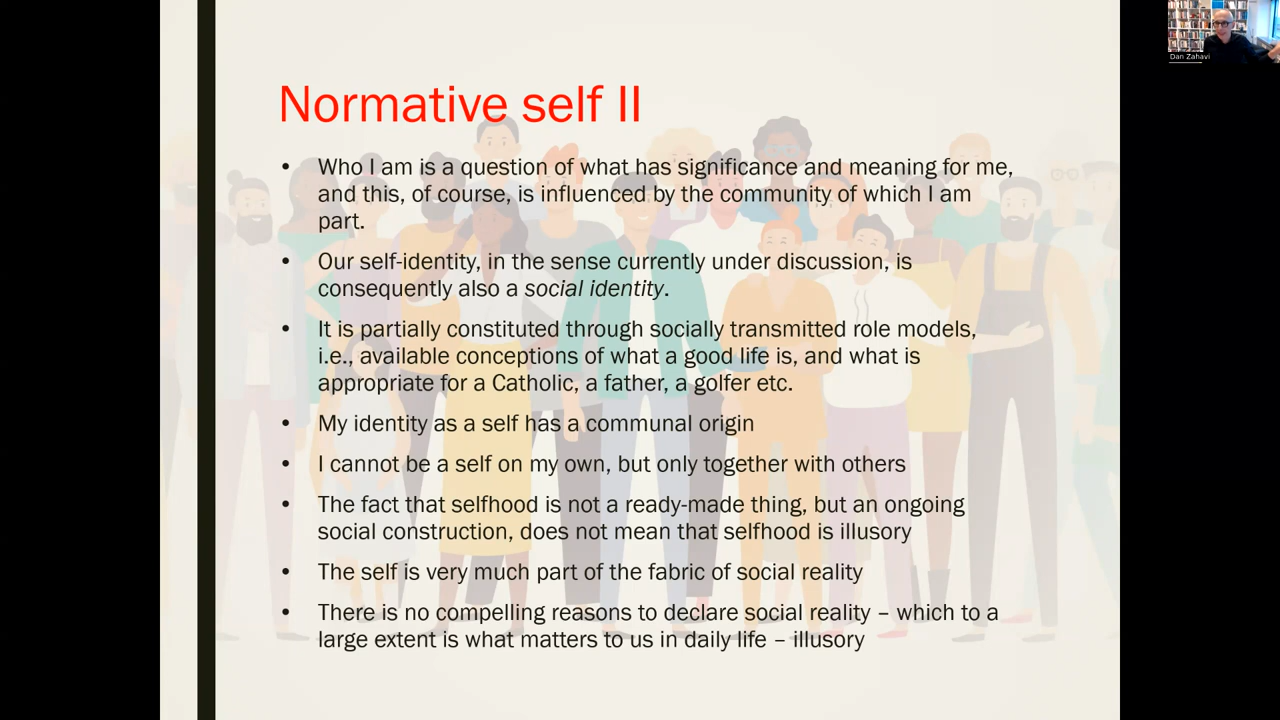 Normative self II
• Who I am is a question of what has significance and meaning for me,
and this, of course, is influenced by the community of which I am
part.
• Our self-identity, in the sense currently under discussion, is
consequently also a social identity.
• It is partially constituted through socially transmitted role models,
i.e., available conceptions of what a good life is, and what is
appropriate for a Catholic, a father, a golfer etc.
• My identity as a self has a communal origin
• I cannot be a self on my own, but only together with others
• The fact that selfhood is not a ready-made thing, but an ongoing
social construction, does not mean that selfhood is illusory
• The self is very much part of the fabric of social reality
• There is no compelling reasons to declare social reality – which to a
large extent is what matters to us in daily life – illusory
Dan Zahavi